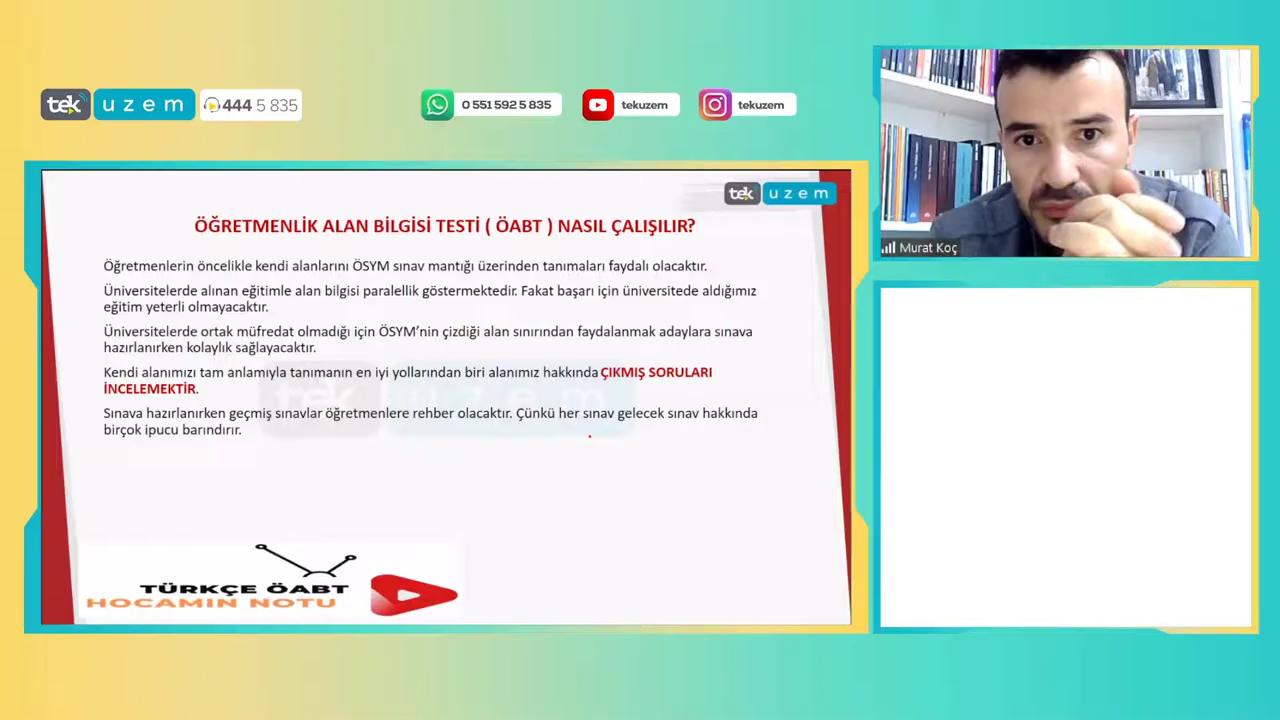 tek uzem 444 5 835
0 551 592 5 835
tekuzem
tekuzem
Murat Koç
tek uzem
ÖĞRETMENLİK ALAN BİLGİSİ TESTİ ( ÖABT ) NASIL ÇALIŞILIR?
Öğretmenlerin öncelikle kendi alanlarını ÖSYM sınav mantığı üzerinden tanımaları faydalı olacaktır.
Üniversitelerde alınan eğitimle alan bilgisi paralellik göstermektedir. Fakat başarı için üniversitede aldığımız
eğitim yeterli olmayacaktır.
Üniversitelerde ortak müfredat olmadığı için ÖSYM’nin çizdiği alan sınırından faydalanmak adaylara sınava
hazırlanırken kolaylık sağlayacaktır.
Kendi alanımızı tam anlamıyla tanımanın en iyi yollarından biri alanımız hakkında ÇIKMIŞ SORULARI
İNCELEMEKTİR.
Sınava hazırlanırken geçmiş sınavlar öğretmenlere rehber olacaktır. Çünkü her sınav gelecek sınav hakkında
birçok ipucu barındırır.
tek uzem
TÜRKÇE ÖABT
HOCAMIN NOTU